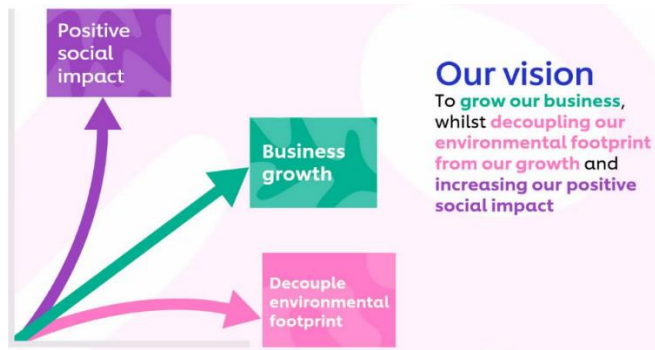 Positive
social
impact
Business
growth
Decouple
environmental
footprint
Our vision
To grow our business,
whilst decoupling our
environmental footprint
from our growth and
increasing our positive
social impact